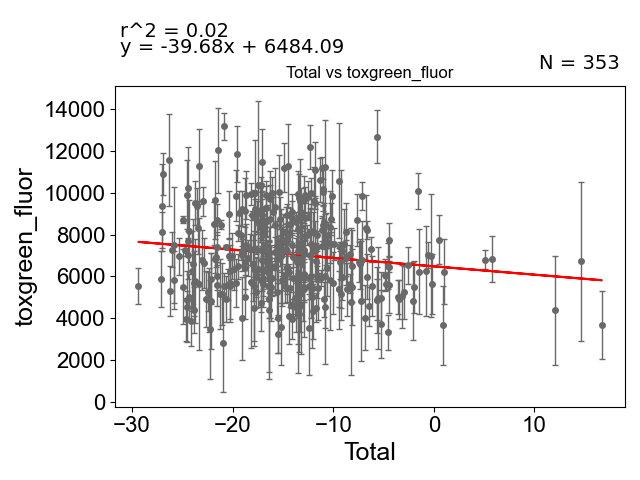 r^2 = 0.02
y = -39.68x + 6484.09
N = 353
Total vs toxgreen_fluor
14000
12000
10000
8000
6000
4000
2000
0
toxgreen_fluor
−30
−20
−10
0
10
Total